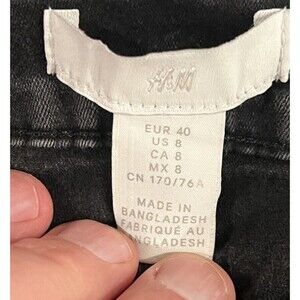 H&M
EUR 40
US 8
CA 8
MX 8
CN 170/76A
MADE IN
BANGLADESH
FABRIQUÉ AU
BANGLADESH